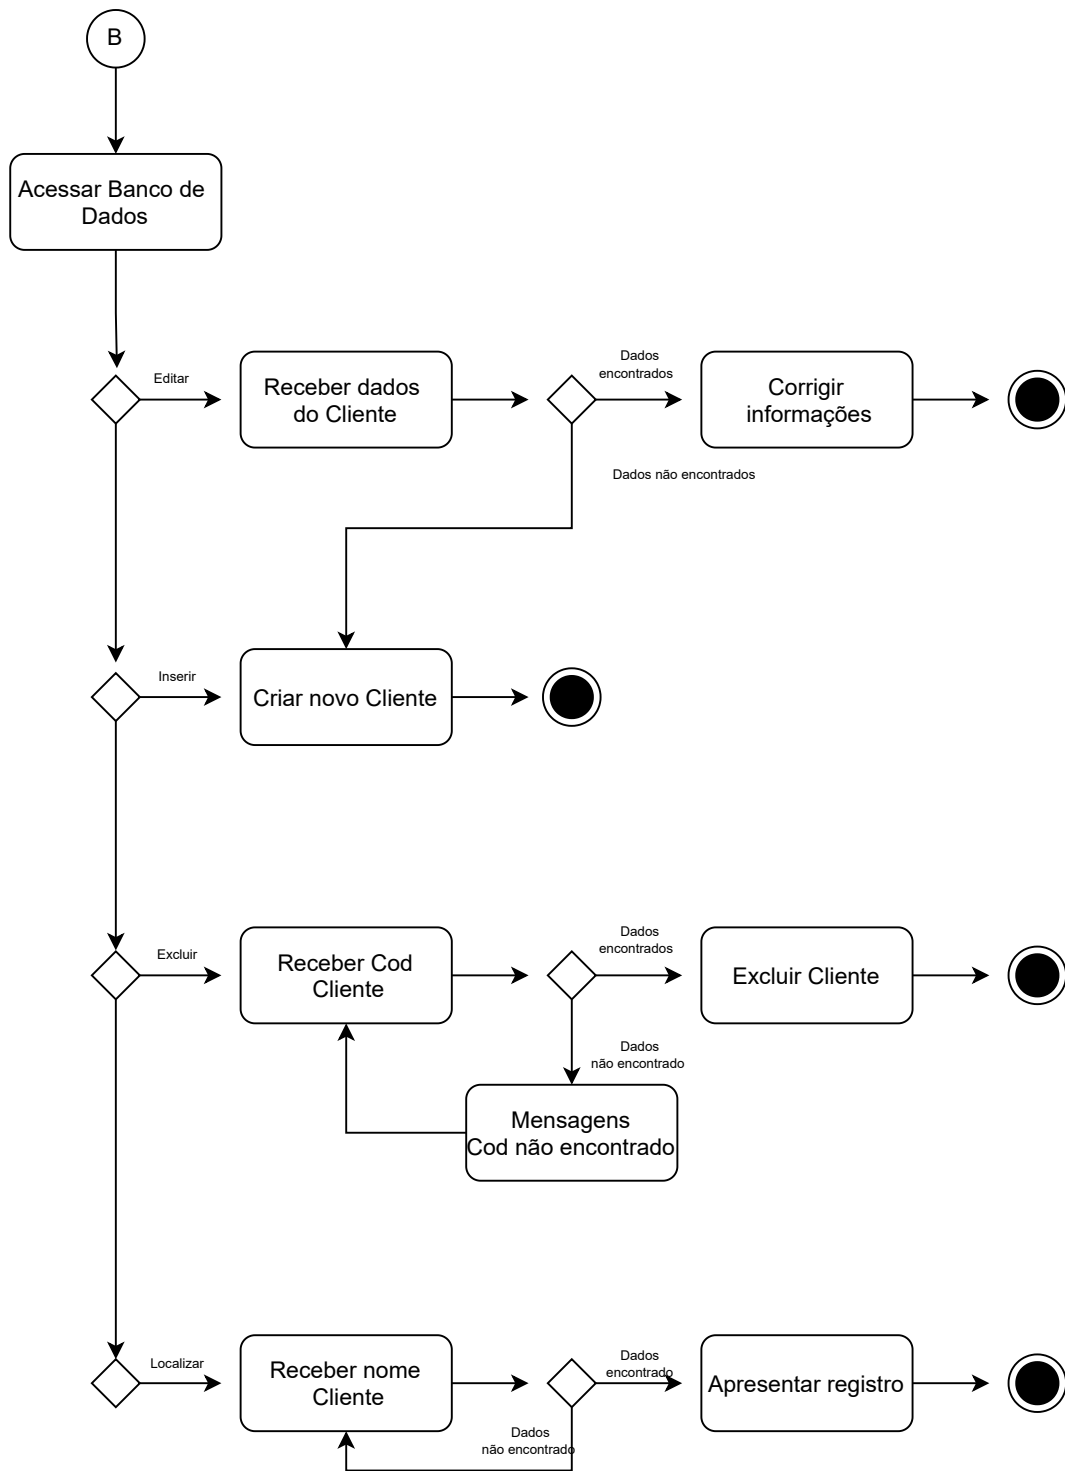 B
Acessar Banco de
Dados
Editar
Receber dados
do Cliente
Dados
encontrados
Corrigir
informações
Dados não encontrados
Inserir
Criar novo Cliente
Excluir
Receber Cod
Cliente
Dados
encontrados
Excluir Cliente
Dados
não encontrado
Mensagens
Cod não encontrado
Localizar
Receber nome
Cliente
Dados
encontrado
Apresentar registro
Dados
não encontrado